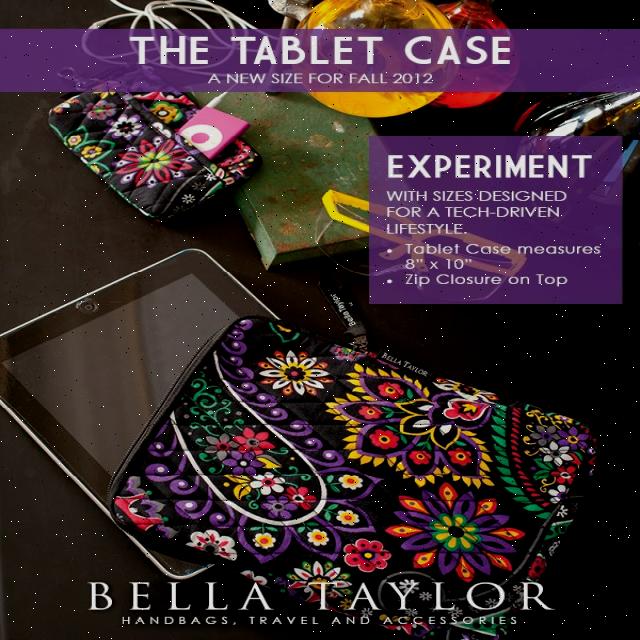 THE TABLET CASE
A NEW SIZE FOR FALL 2012
EXPERIMENT
WITH SIZES DESIGNED
FOR A TECH-DRIVEN
LIFESTYLE.
• Tablet Case measures
8" x 10"
• Zip Closure on Top
BELLA TAYLOR
BELLA TAYLOR
HANDBAGS, TRAVEL AND ACCESSORIES